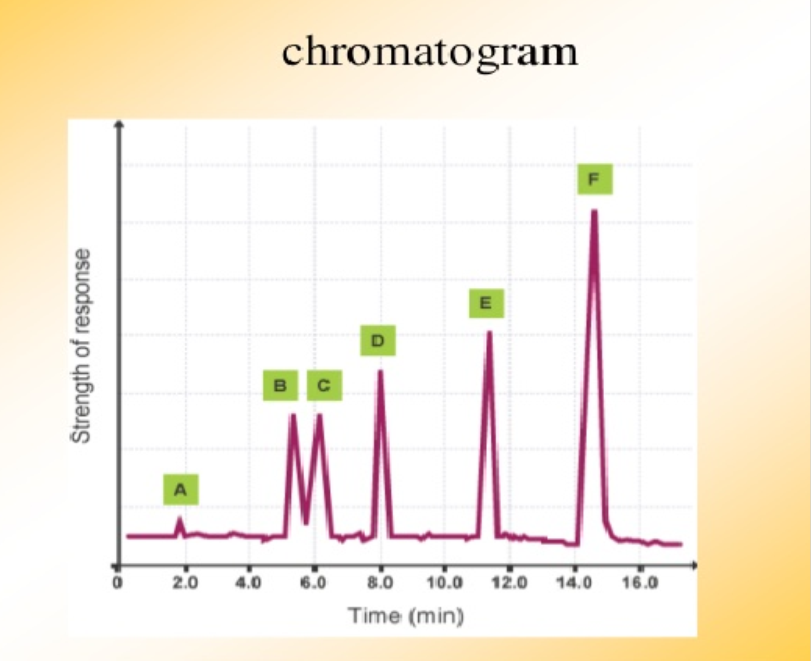 chromatogram
F
E
D
B C
A
Strength of response
0 2.0 4.0 6.0 8.0 10.0 12.0 14.0 16.0
Time (min)